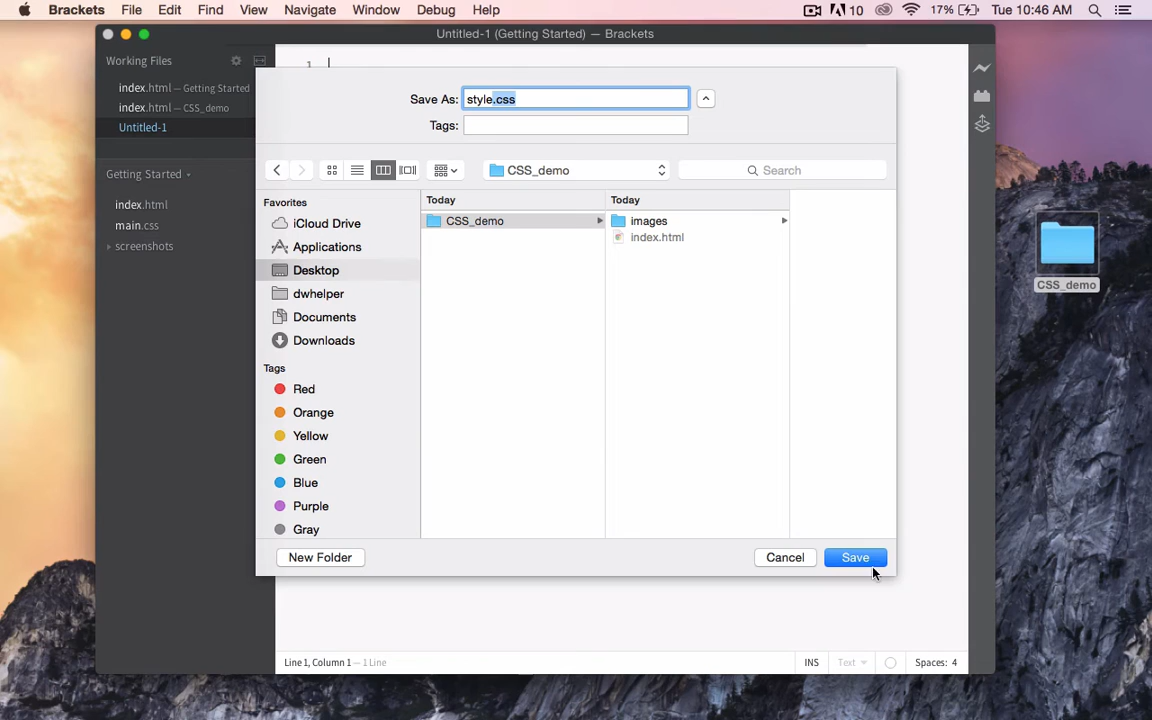 Brackets File Edit Find View Navigate Window Debug Help 10 17% Tue 10:46 AM
Untitled-1 (Getting Started) — Brackets
Working Files
index.html — Getting Started
index.html — CSS_demo
Untitled-1
Getting Started
index.html
main.css
screenshots
1
Save As: style.css
Tags:
CSS_demo
Search
Favorites
iCloud Drive
Applications
Desktop
dwhelper
Documents
Downloads
Tags
Red
Orange
Yellow
Green
Blue
Purple
Gray
Today
CSS_demo
Today
images
index.html
New Folder
Cancel
Save
CSS_demo
Line 1, Column 1 — 1 Line
INS
Text
Spaces: 4